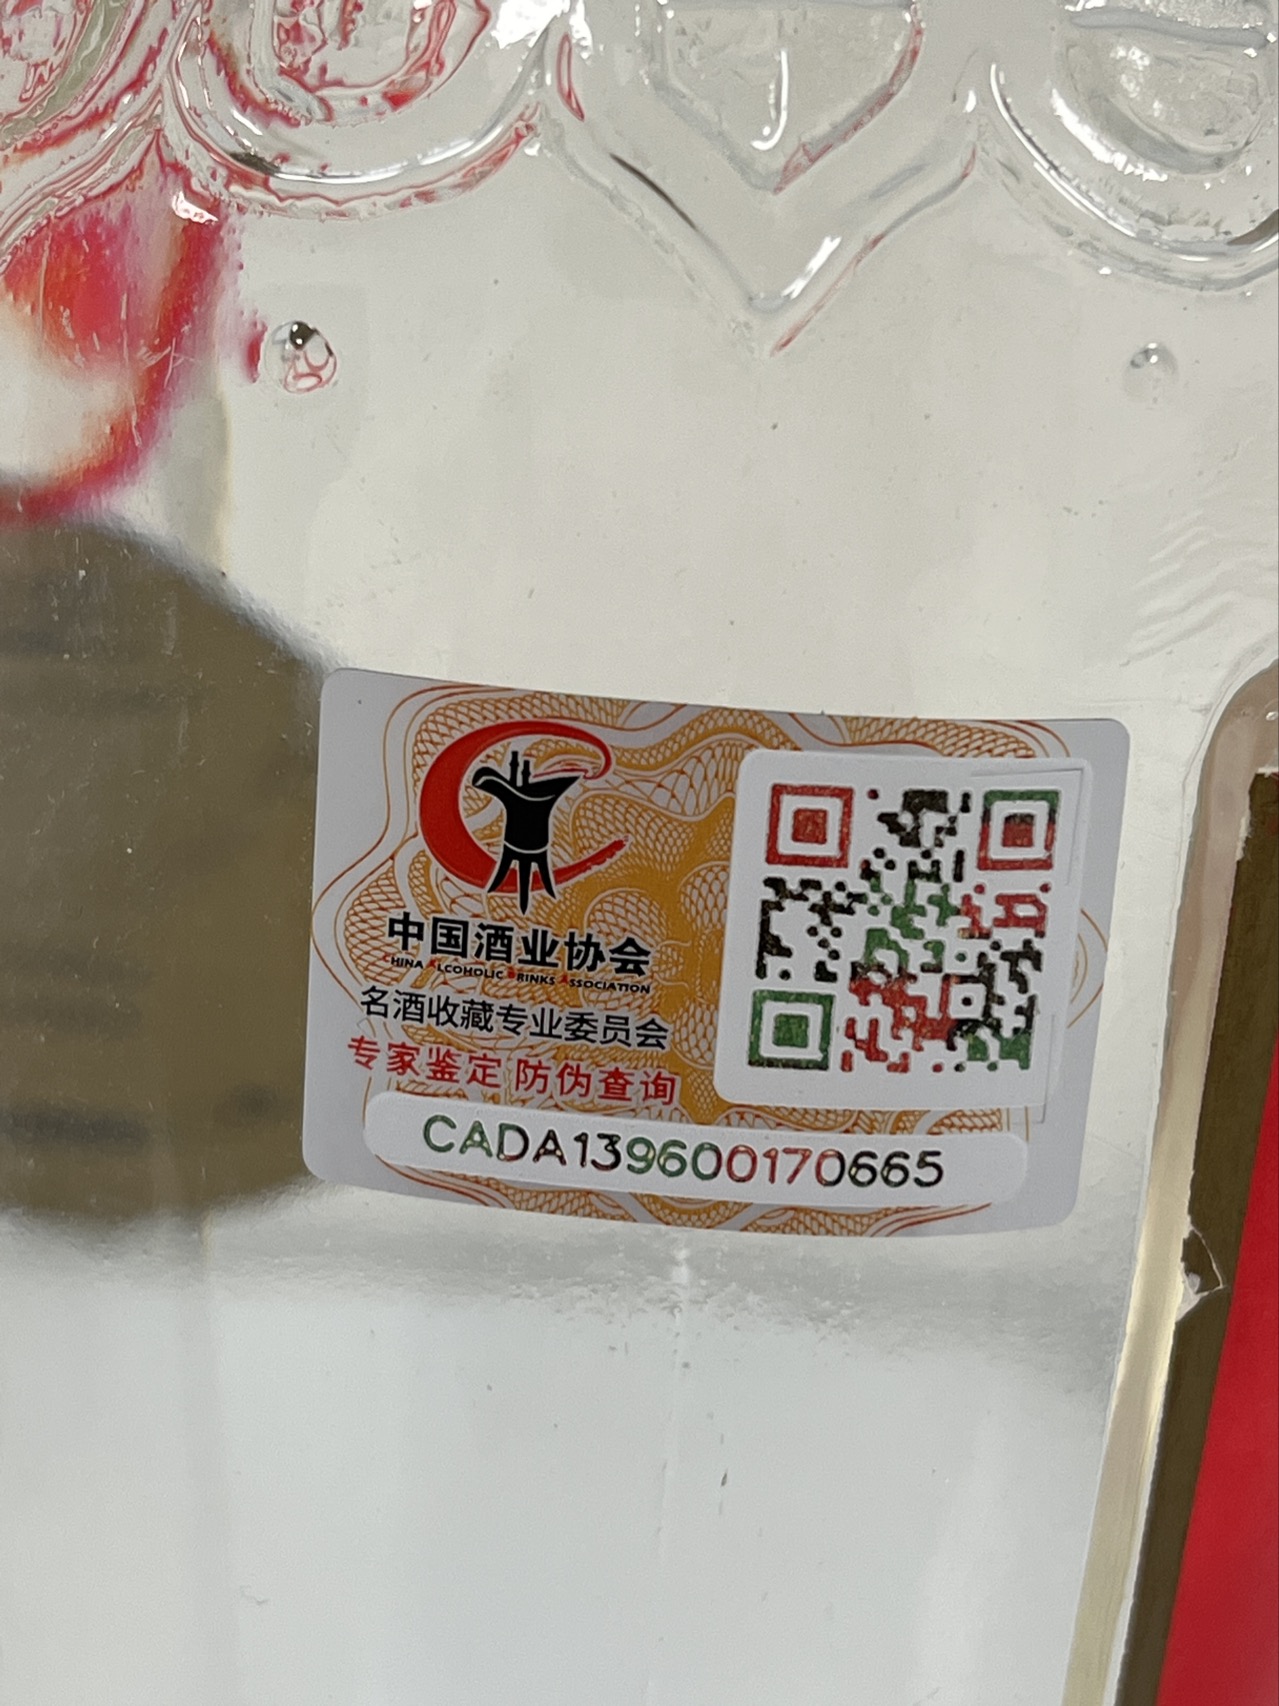 中国酒业协会
CHINA ALCOHOLIC DRINKS ASSOCIATION
名酒收藏专业委员会
专家鉴定 防伪查询
CADA139600170665